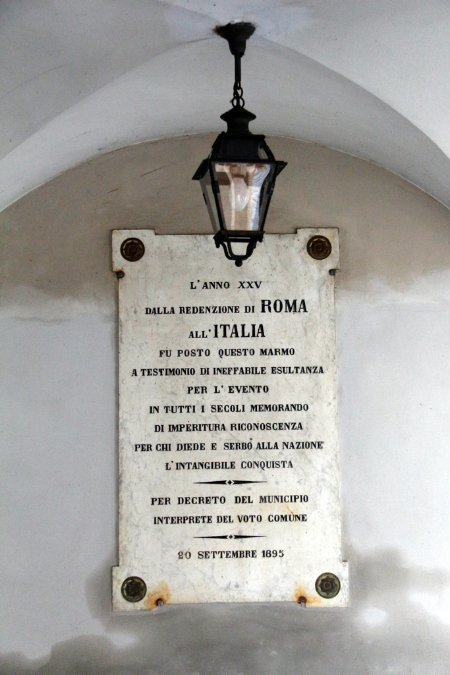 L'ANNO XXV
DALLA REDENZIONE DI ROMA
ALL'ITALIA
FU POSTO QUESTO MARMO
A TESTIMONIO DI INEFFABILE ESULTANZA
PER L'EVENTO
IN TUTTI I SECOLI MEMORANDO
DI IMPERITURA RICONOSCENZA
PER CHI DIEDE E SERBÒ ALLA NAZIONE
L'INTANGIBILE CONQUISTA
PER DECRETO DEL MUNICIPIO
INTERPRETE DEL VOTO COMUNE
20 SETTEMBRE 1895